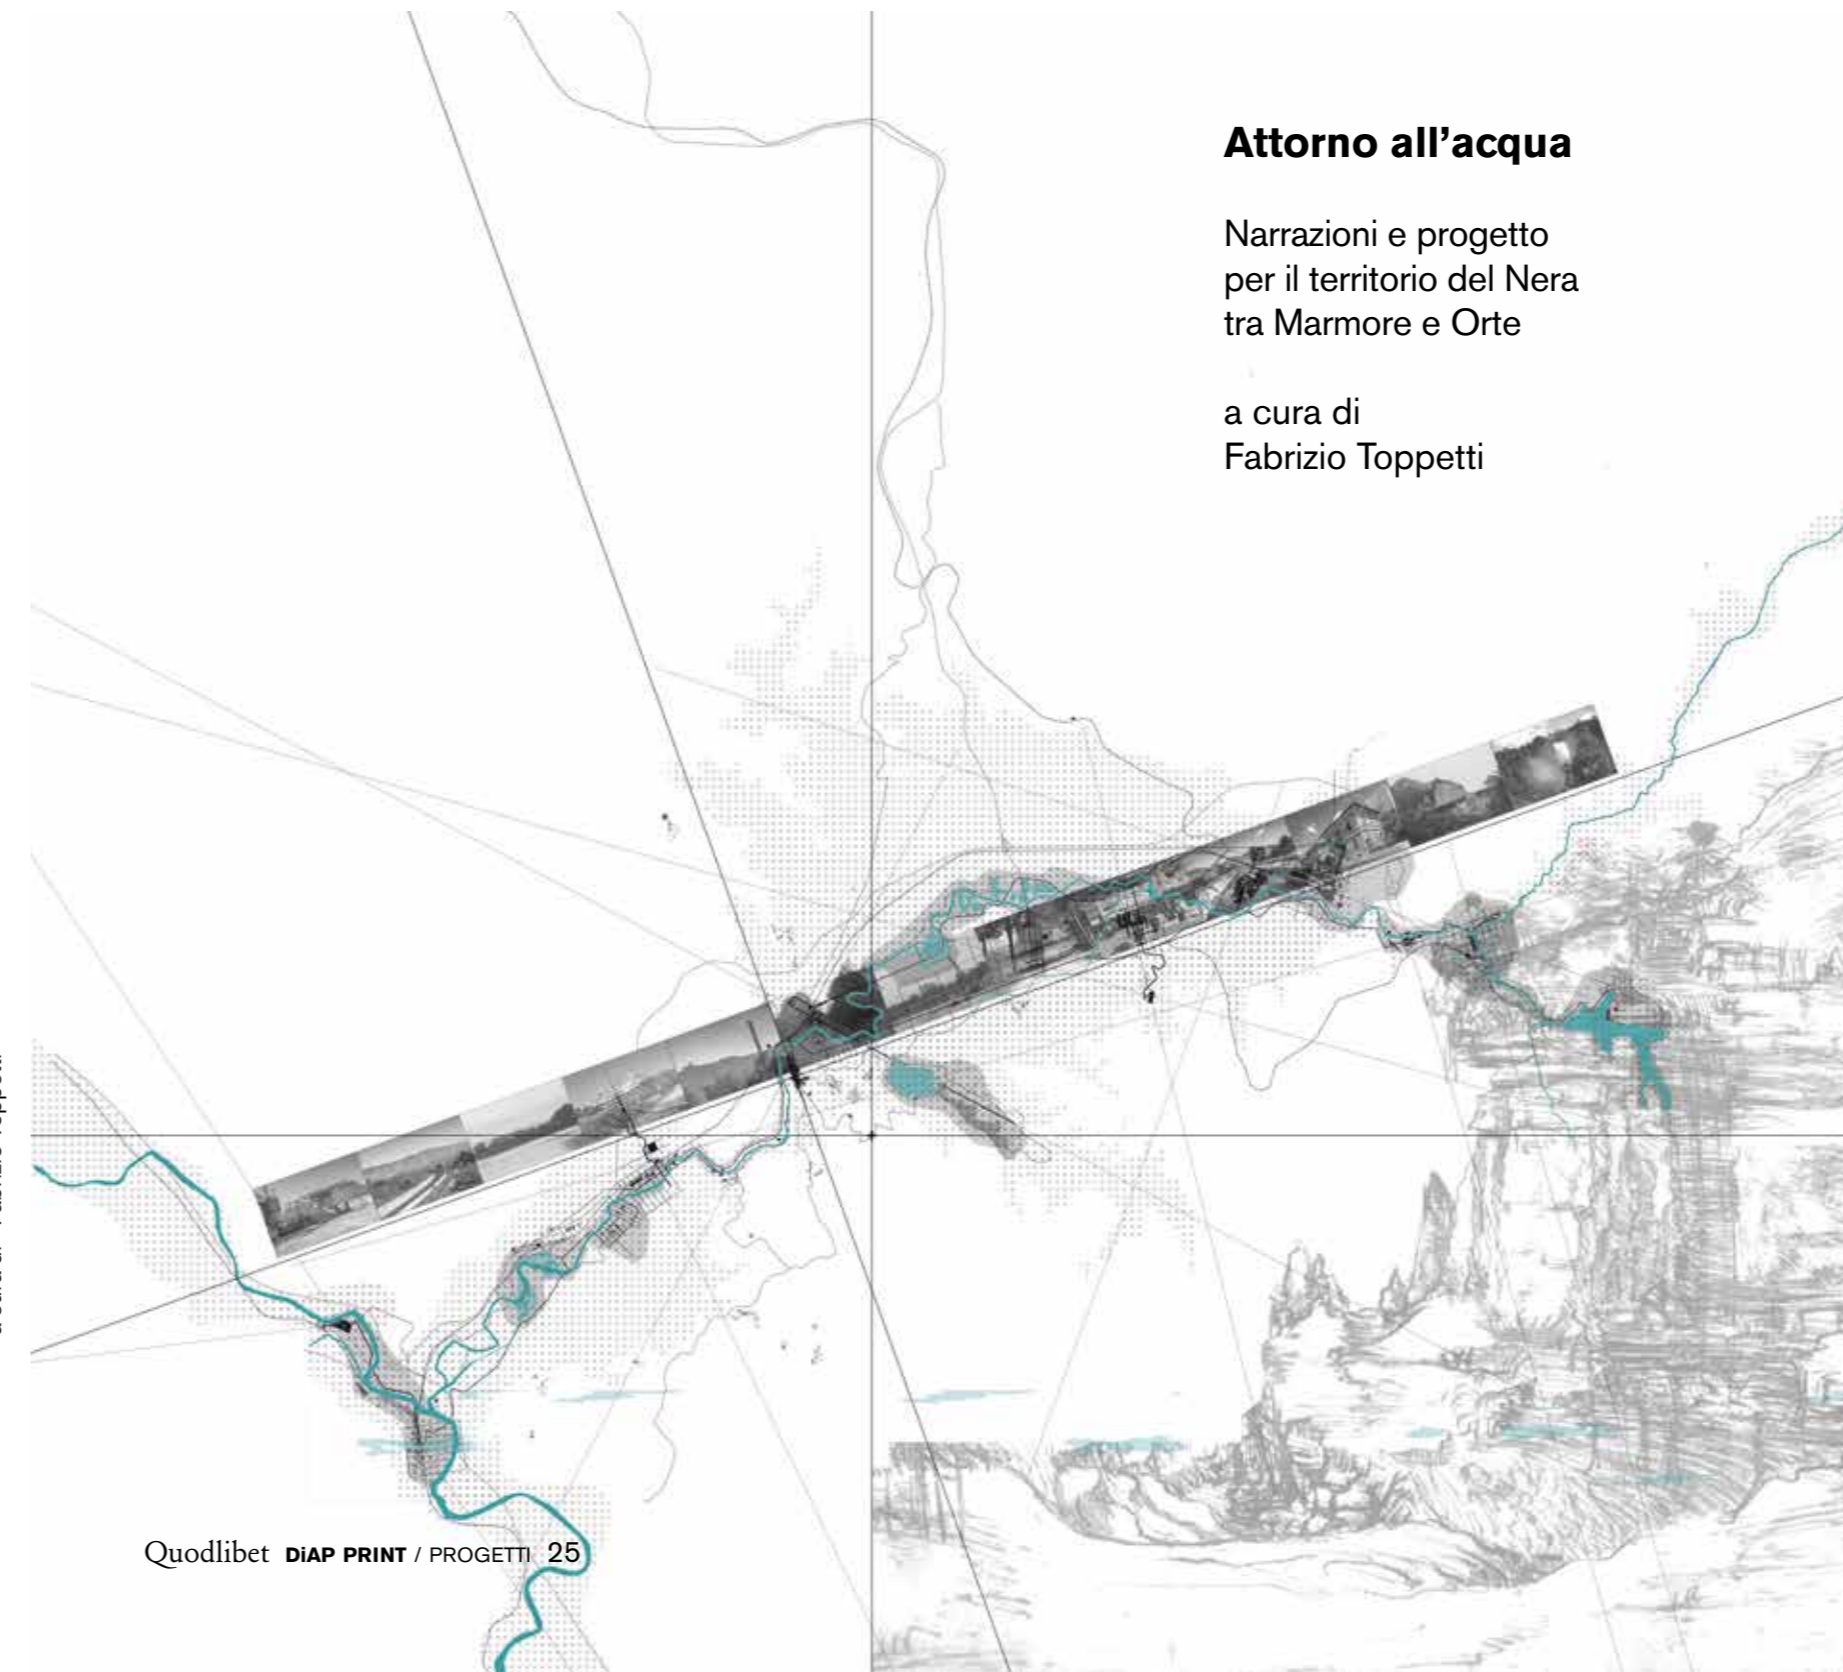 Attorno all’acqua
Narrazioni e progetto
per il territorio del Nera
tra Marmore e Orte
a cura di
Fabrizio Toppetti
Quodlibet DiAP PRINT / PROGETTI 25